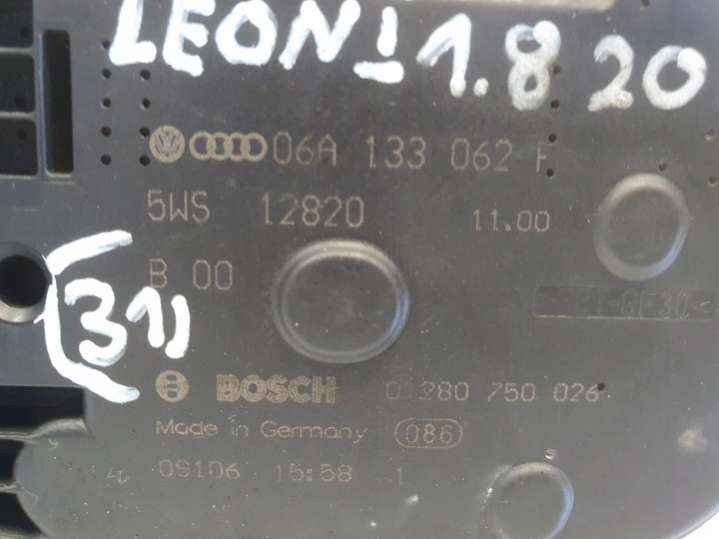 LEON I 1.8 20
06A 133 062 F
5WS 12820 11.00
B 00
(31)
BOSCH 0 280 750 026
Made in Germany 086
09106 15:58 1